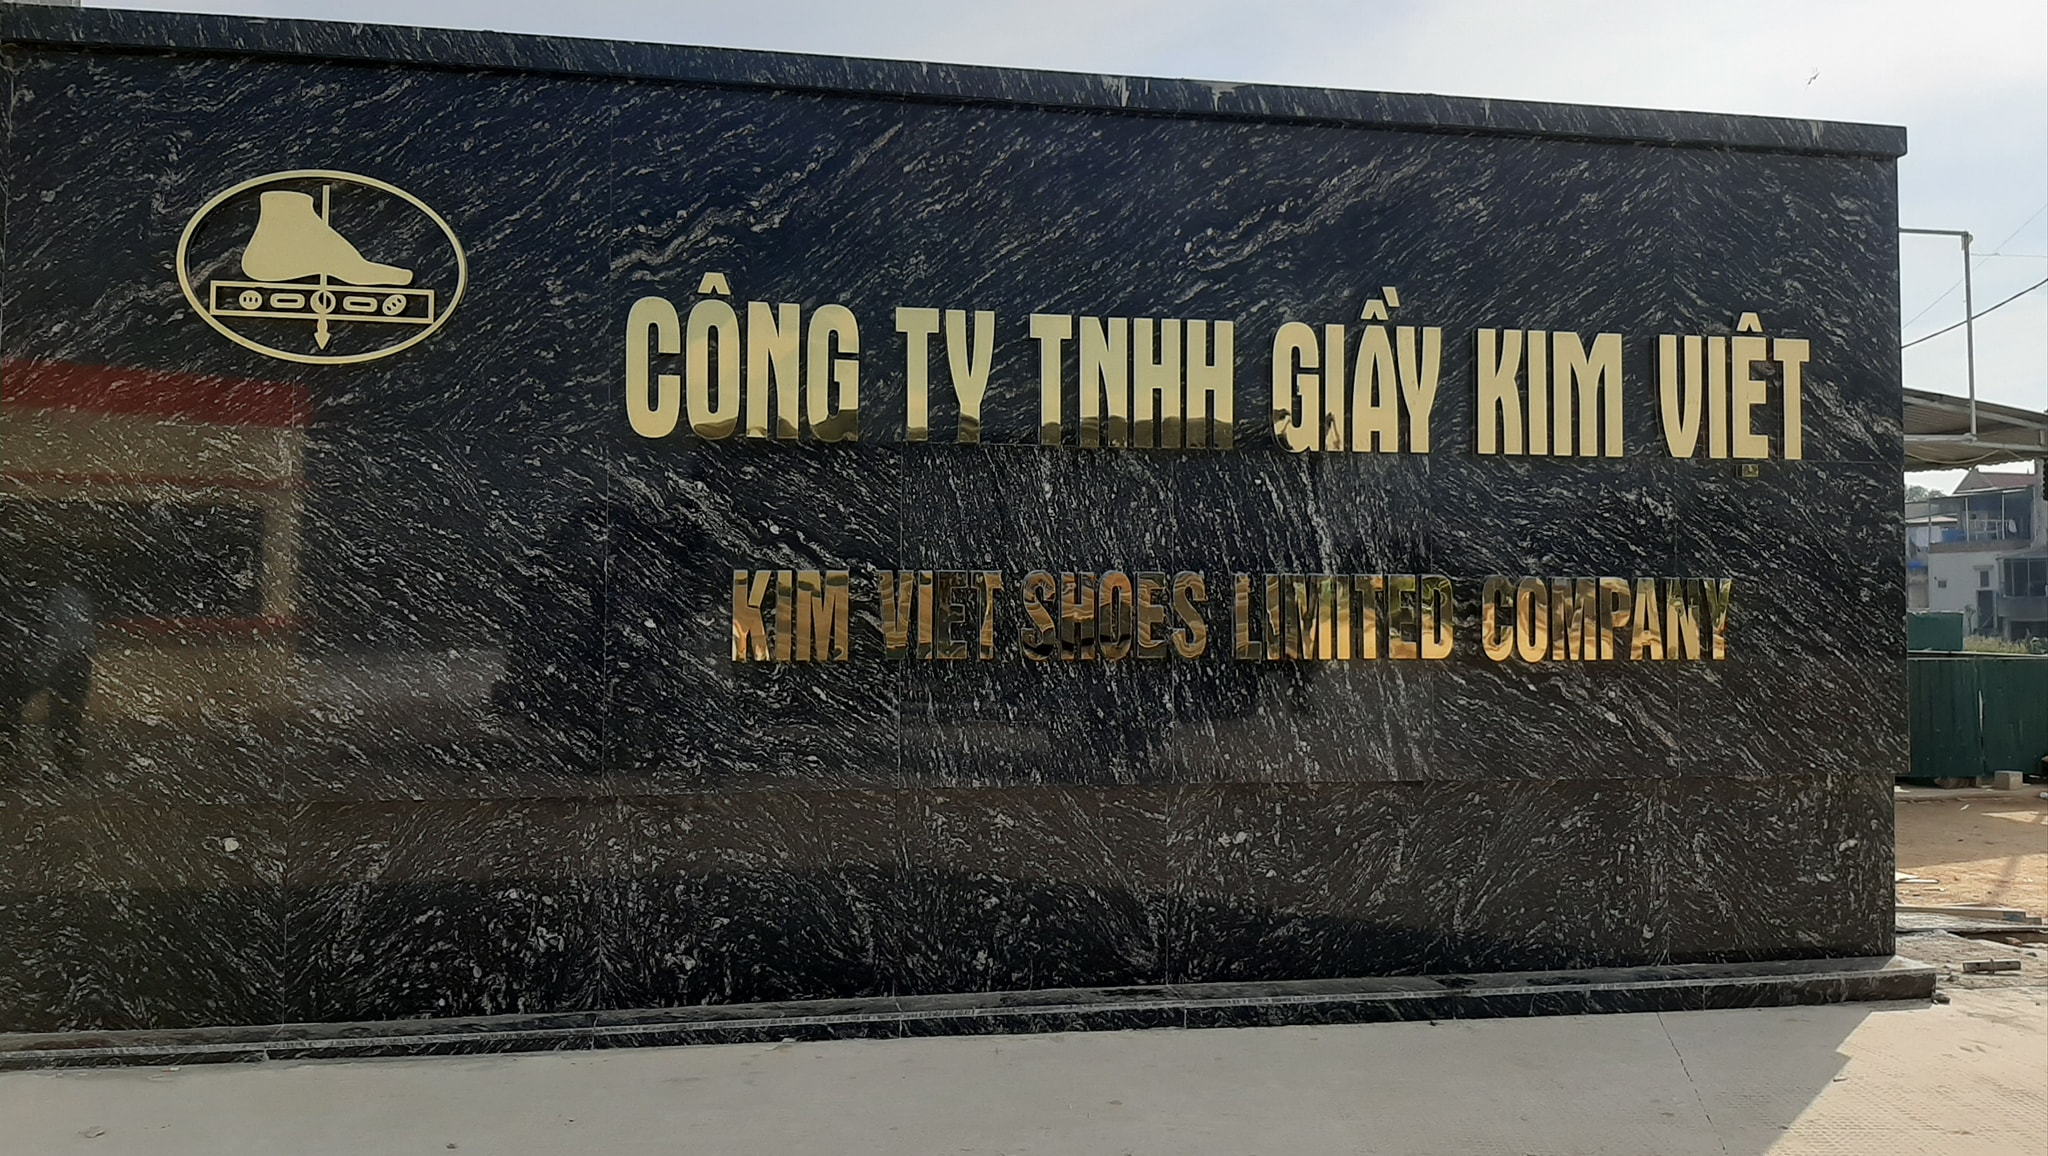 CÔNG TY TNHH GIẦY KIM VIỆT
KIM VIET SHOES LIMITED COMPANY